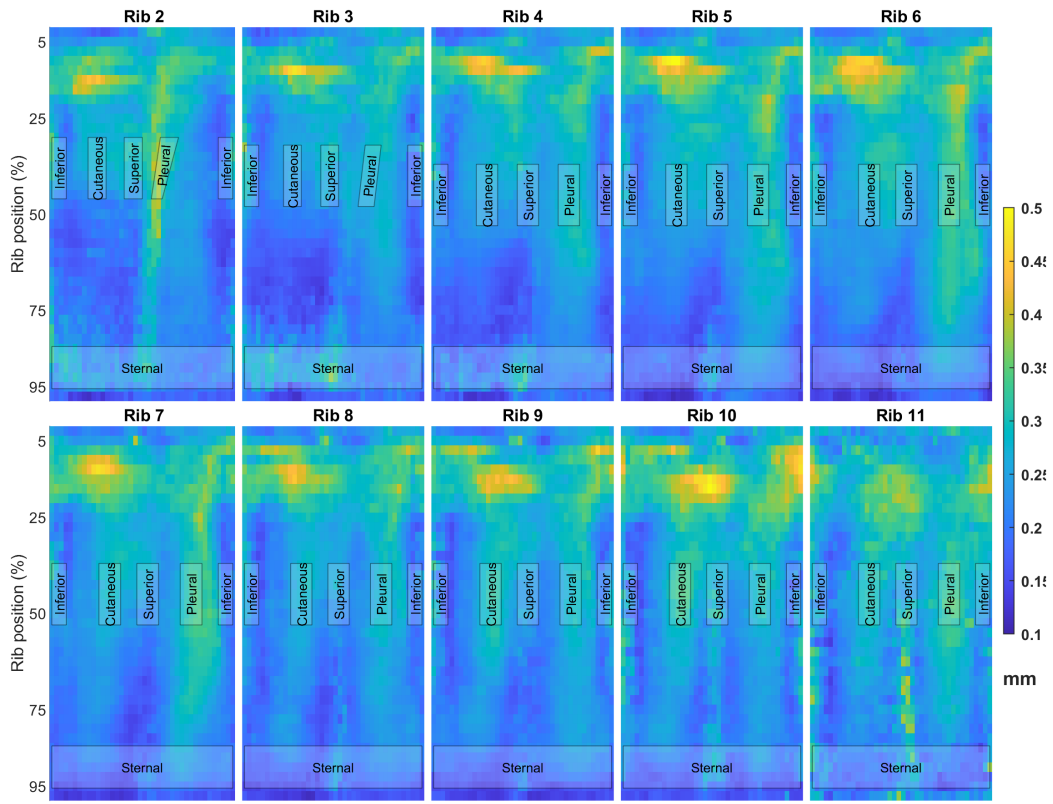 Rib 2
Rib 3
Rib 4
Rib 5
Rib 6
5
25
50
75
95
Rib position (%)
Inferior
Cutaneous
Superior
Pleural
Inferior
Sternal
Inferior
Cutaneous
Superior
Pleural
Inferior
Sternal
Inferior
Cutaneous
Superior
Pleural
Inferior
Sternal
Inferior
Cutaneous
Superior
Pleural
Inferior
Sternal
Inferior
Cutaneous
Superior
Pleural
Inferior
Sternal
Rib 7
Rib 8
Rib 9
Rib 10
Rib 11
5
25
50
75
95
Rib position (%)
Inferior
Cutaneous
Superior
Pleural
Inferior
Sternal
Inferior
Cutaneous
Superior
Pleural
Inferior
Sternal
Inferior
Cutaneous
Superior
Pleural
Inferior
Sternal
Inferior
Cutaneous
Superior
Pleural
Inferior
Sternal
Inferior
Cutaneous
Superior
Pleural
Inferior
Sternal
0.5
0.45
0.4
0.35
0.3
0.25
0.2
0.15
0.1
mm